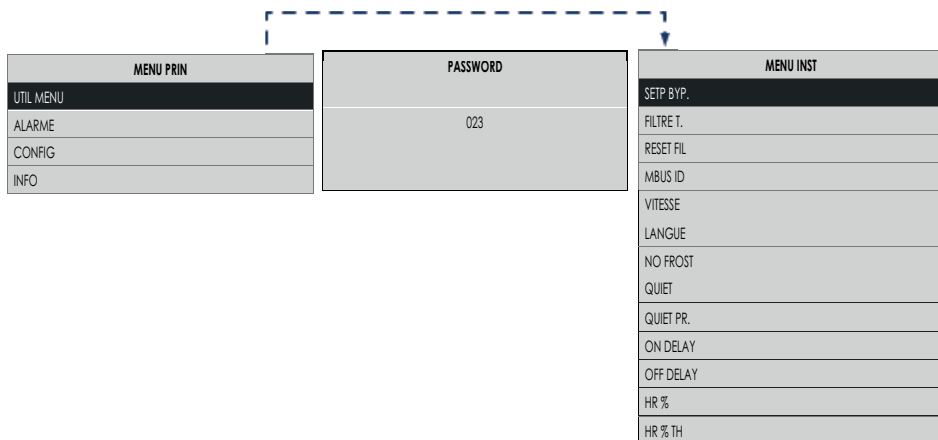 MENU PRIN
UTIL MENU
ALARME
CONFIG
INFO
PASSWORD
023
MENU INST
SETP BYP.
FILTRE T.
RESET FIL
MBUS ID
VITESSE
LANGUE
NO FROST
QUIET
QUIET PR.
ON DELAY
OFF DELAY
HR %
HR % TH